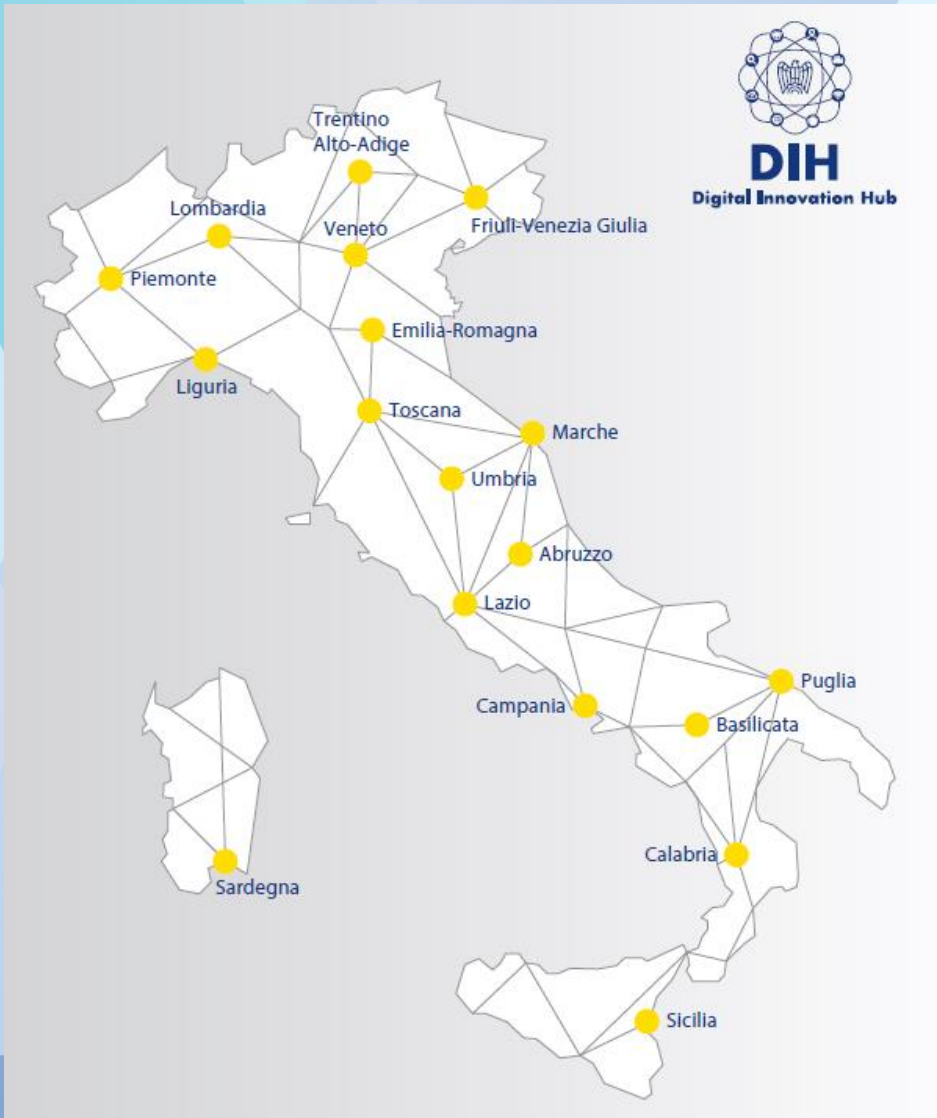 DIH
Digital Innovation Hub
Trentino
Alto-Adige
Lombardia
Veneto
Friuli-Venezia Giulia
Piemonte
Emilia-Romagna
Liguria
Toscana
Marche
Umbria
Abruzzo
Lazio
Puglia
Campania
Basilicata
Calabria
Sardegna
Sicilia